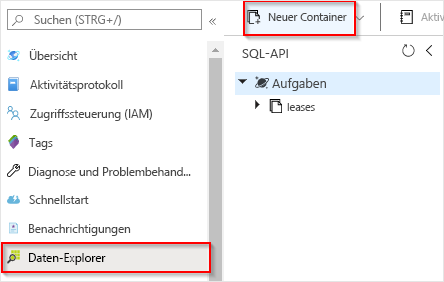 Suchen (STRG+/)
«
Übersicht
Aktivitätsprotokoll
Zugriffssteuerung (IAM)
Tags
Diagnose und Problembehand...
Schnellstart
Benachrichtigungen
Daten-Explorer
Neuer Container
Aktiv
SQL-API
Aufgaben
leases